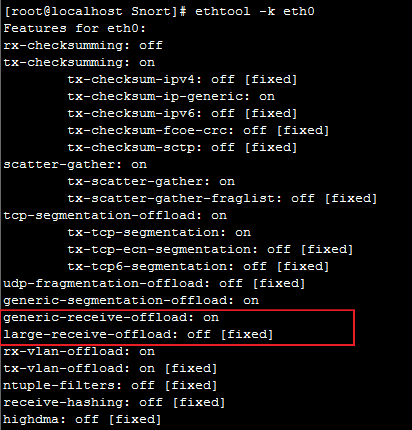 [root@localhost Snort]# ethtool -k eth0
Features for eth0:
rx-checksumming: off
tx-checksumming: on
        tx-checksum-ipv4: off [fixed]
        tx-checksum-ip-generic: on
        tx-checksum-ipv6: off [fixed]
        tx-checksum-fcoe-crc: off [fixed]
        tx-checksum-sctp: off [fixed]
scatter-gather: on
        tx-scatter-gather: on
        tx-scatter-gather-fraglist: off [fixed]
tcp-segmentation-offload: on
        tx-tcp-segmentation: on
        tx-tcp-ecn-segmentation: off [fixed]
        tx-tcp6-segmentation: off [fixed]
udp-fragmentation-offload: off [fixed]
generic-segmentation-offload: on
generic-receive-offload: on
large-receive-offload: off [fixed]
rx-vlan-offload: on
tx-vlan-offload: on [fixed]
ntuple-filters: off [fixed]
receive-hashing: off [fixed]
highdma: off [fixed]